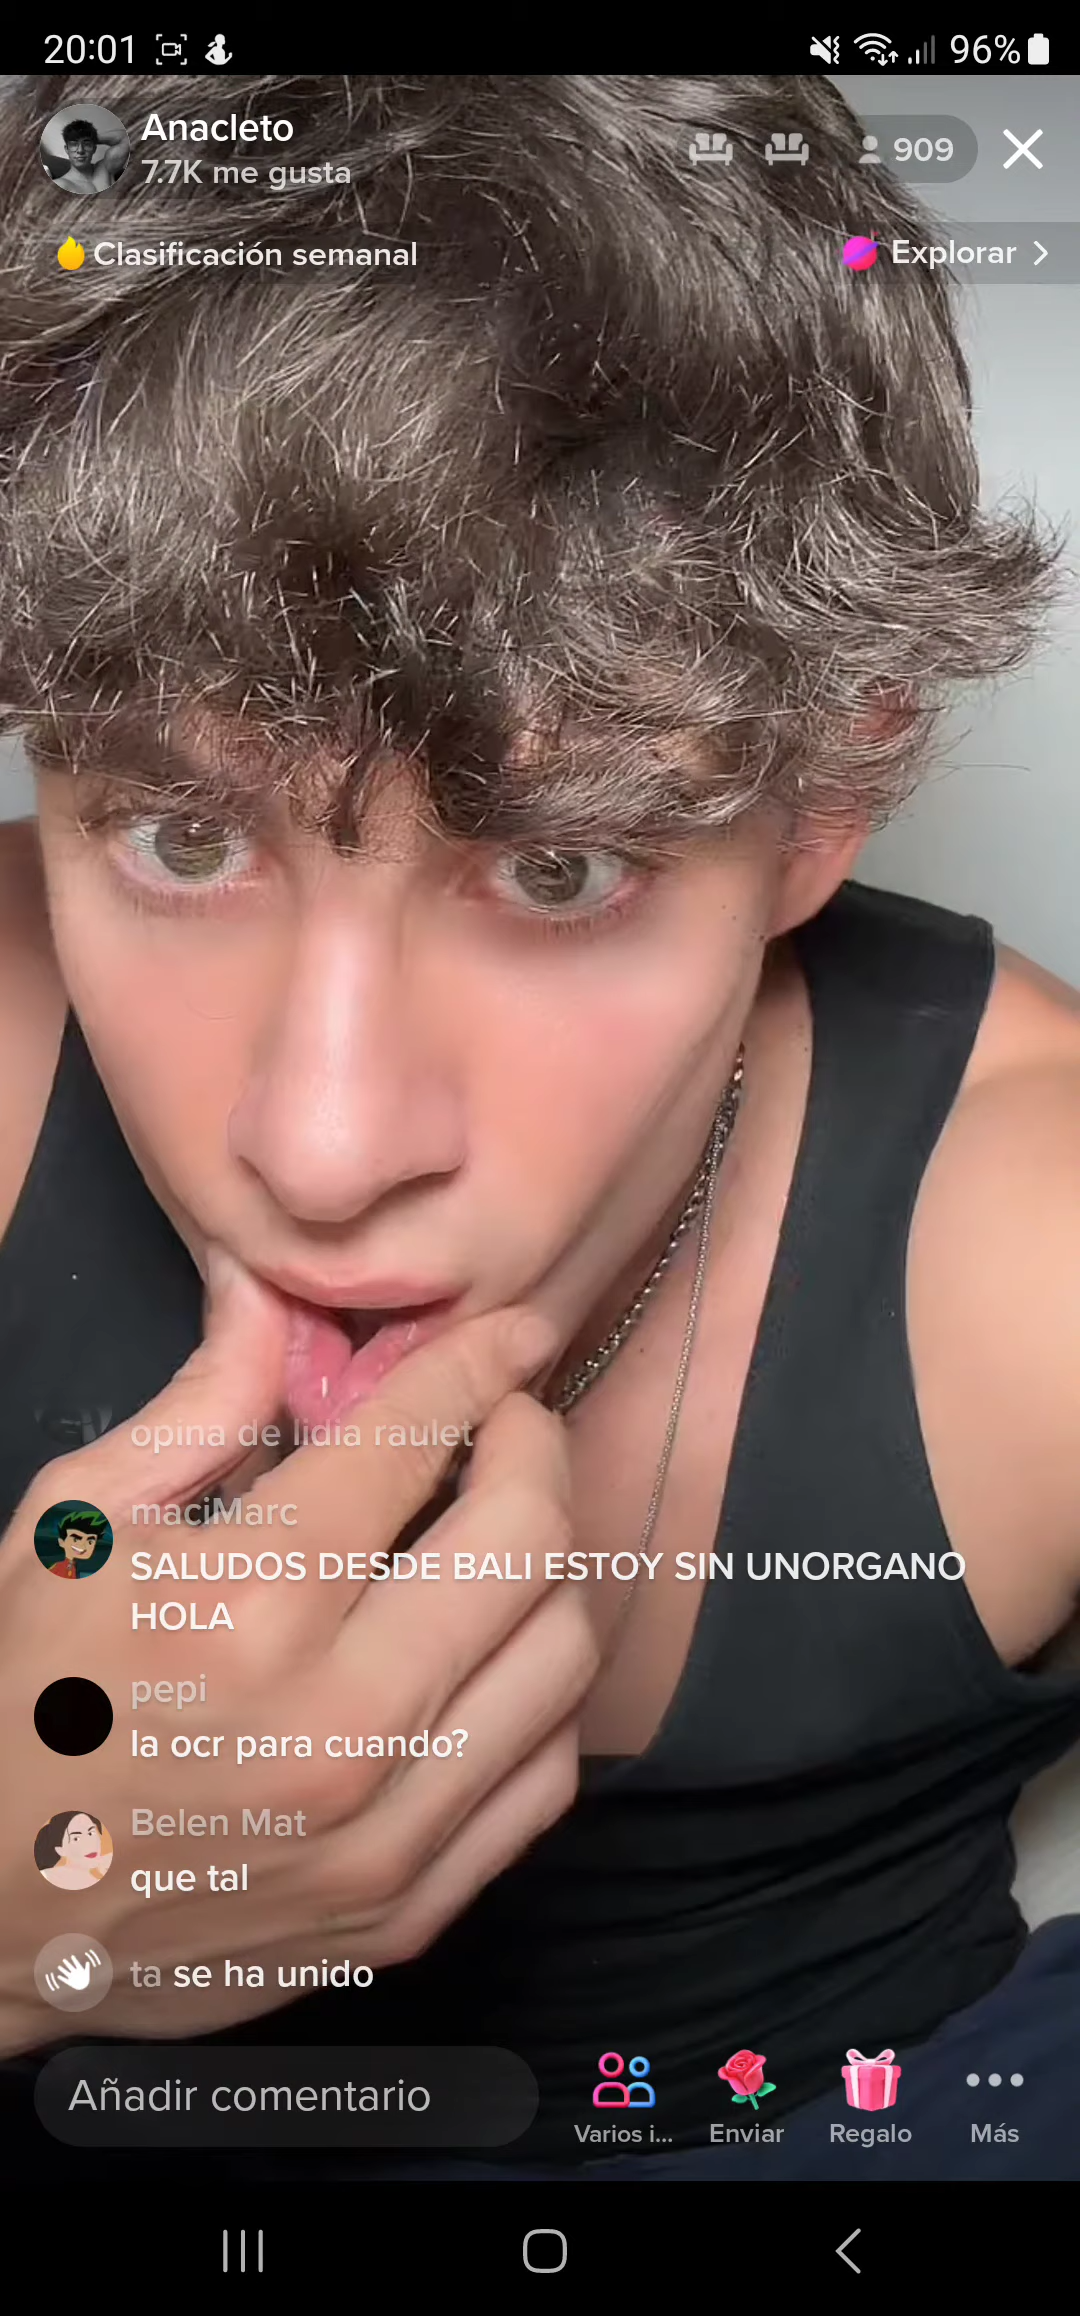 20:01
96%
Anacleto
7.7K me gusta
909
Clasificación semanal
Explorar
opina de lidia raulet
maciMarc
SALUDOS DESDE BALI ESTOY SIN UNORGANO
HOLA
pepi
la ocr para cuando?
Belen Mat
que tal
ta se ha unido
Añadir comentario
Varios i...
Enviar
Regalo
Más